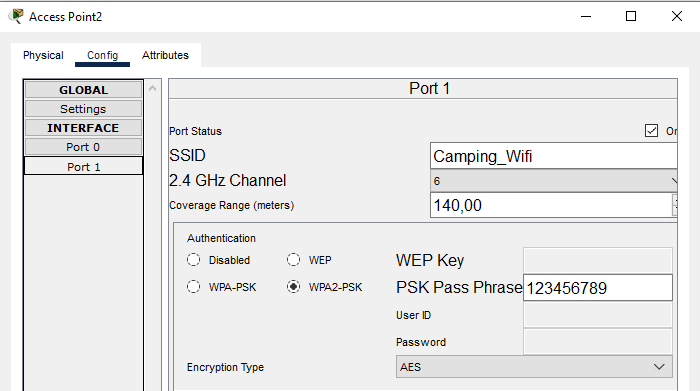 Access Point2
Physical Config Attributes
GLOBAL
Settings
INTERFACE
Port 0
Port 1
Port 1
Port Status On
SSID Camping_Wifi
2.4 GHz Channel 6
Coverage Range (meters) 140,00
Authentication
Disabled WEP WEP Key
WPA-PSK WPA2-PSK PSK Pass Phrase 123456789
User ID
Password
Encryption Type AES